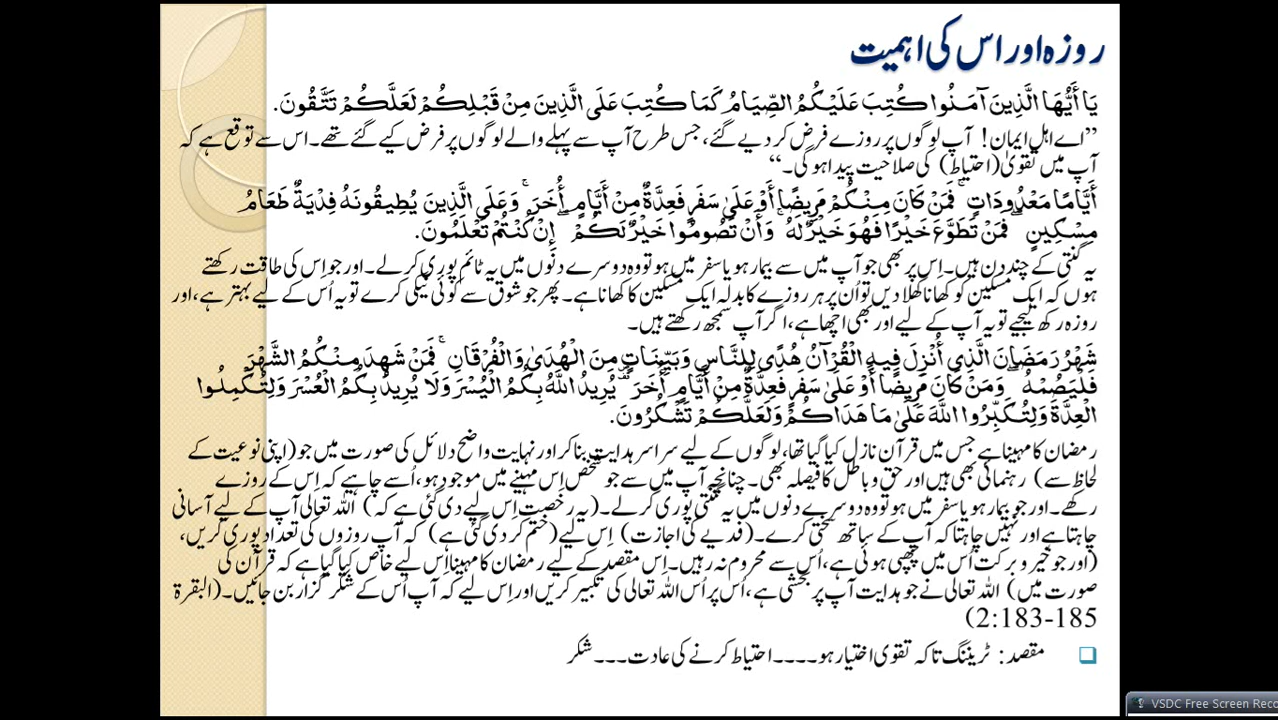 روزہ اور اس کی اہمیت
يَا أَيُّهَا الَّذِينَ آمَنُوا كُتِبَ عَلَيْكُمُ الصِّيَامُ كَمَا كُتِبَ عَلَى الَّذِينَ مِنْ قَبْلِكُمْ لَعَلَّكُمْ تَتَّقُونَ.
”اے اہل ایمان! آپ لوگوں پر روزے فرض کر دیے گئے، جس طرح آپ سے پہلے والے لوگوں پر فرض کیے گئے تھے۔ اس سے توقع ہے کہ
آپ میں تقویٰ (احتیاط) کی صلاحیت پیدا ہو گی۔“
أَيَّامًا مَعْدُودَاتٍ ۚ فَمَنْ كَانَ مِنْكُمْ مَرِيضًا أَوْ عَلَىٰ سَفَرٍ فَعِدَّةٌ مِنْ أَيَّامٍ أُخَرَ ۚ وَعَلَى الَّذِينَ يُطِيقُونَهُ فِدْيَةٌ طَعَامُ
مِسْكِينٍ ۖ فَمَنْ تَطَوَّعَ خَيْرًا فَهُوَ خَيْرٌ لَهُ ۚ وَأَنْ تَصُومُوا خَيْرٌ لَكُمْ ۖ إِنْ كُنْتُمْ تَعْلَمُونَ.
یہ گنتی کے چند دن ہیں۔ اِس پر بھی جو آپ میں سے بیمار ہو یا سفر میں ہو تو وہ دوسرے دنوں میں یہ ٹائم پوری کر لے۔ اور جو اِس کی طاقت رکھتے
ہوں کہ ایک مسکین کو کھانا کھلا دیں تو اُن پر ہر روزے کا بدلہ ایک مسکین کا کھانا ہے۔ پھر جو شوق سے کوئی نیکی کرے تو یہ اُس کے لیے بہتر ہے، اور
روزہ رکھ لیجیے تو یہ آپ کے لیے اور بھی اچھا ہے، اگر آپ سمجھ رکھتے ہیں۔
شَهْرُ رَمَضَانَ الَّذِي أُنْزِلَ فِيهِ الْقُرْآنُ هُدًى لِلنَّاسِ وَبَيِّنَاتٍ مِنَ الْهُدَىٰ وَالْفُرْقَانِ ۚ فَمَنْ شَهِدَ مِنْكُمُ الشَّهْرَ
فَلْيَصُمْهُ ۖ وَمَنْ كَانَ مَرِيضًا أَوْ عَلَىٰ سَفَرٍ فَعِدَّةٌ مِنْ أَيَّامٍ أُخَرَ ۗ يُرِيدُ اللَّهُ بِكُمُ الْيُسْرَ وَلَا يُرِيدُ بِكُمُ الْعُسْرَ وَلِتُكْمِلُوا
الْعِدَّةَ وَلِتُكَبِّرُوا اللَّهَ عَلَىٰ مَا هَدَاكُمْ وَلَعَلَّكُمْ تَشْكُرُونَ.
رمضان کا مہینا ہے جس میں قرآن نازل کیا گیا تھا، لوگوں کے لیے سراسر ہدایت بنا کر اور نہایت واضح دلائل کی صورت میں جو (اپنی نوعیت کے
لحاظ سے) رہنمائی بھی ہیں اور حق و باطل کا فیصلہ بھی۔ چنانچہ آپ میں سے جو شخص اِس مہینے میں موجود ہو، اُسے چاہیے کہ اِس کے روزے
رکھے۔ اور جو بیمار ہو یا سفر میں ہو تو وہ دوسرے دنوں میں یہ گنتی پوری کر لے۔ (یہ رخصت اِس لیے دی گئی ہے کہ) اللہ تعالی آپ کے لیے آسانی
چاہتا ہے اور نہیں چاہتا کہ آپ کے ساتھ سختی کرے۔ (فدیے کی اجازت) اِس لیے (ختم کر دی گئی ہے) کہ آپ روزوں کی تعداد پوری کریں،
(اور جو خیر و برکت اُس میں چھپی ہوئی ہے، اُس سے محروم نہ رہیں۔ اِس مقصد کے لیے رمضان کا مہینا اِس لیے خاص کیا گیا ہے کہ قرآن کی
صورت میں) اللہ تعالی نے جو ہدایت آپ پر بخشی ہے، اُس پر اُس اللہ تعالی کی تکبیر کریں اور اِس لیے کہ آپ اُس کے شکر گزار بن جائیں۔ (البقرة
2:183-185)
مقصد: ٹریننگ تاکہ تقوی اختیار ہو۔۔۔۔ احتیاط کرنے کی عادت۔۔۔ شکر
VSDC Free Screen Reco